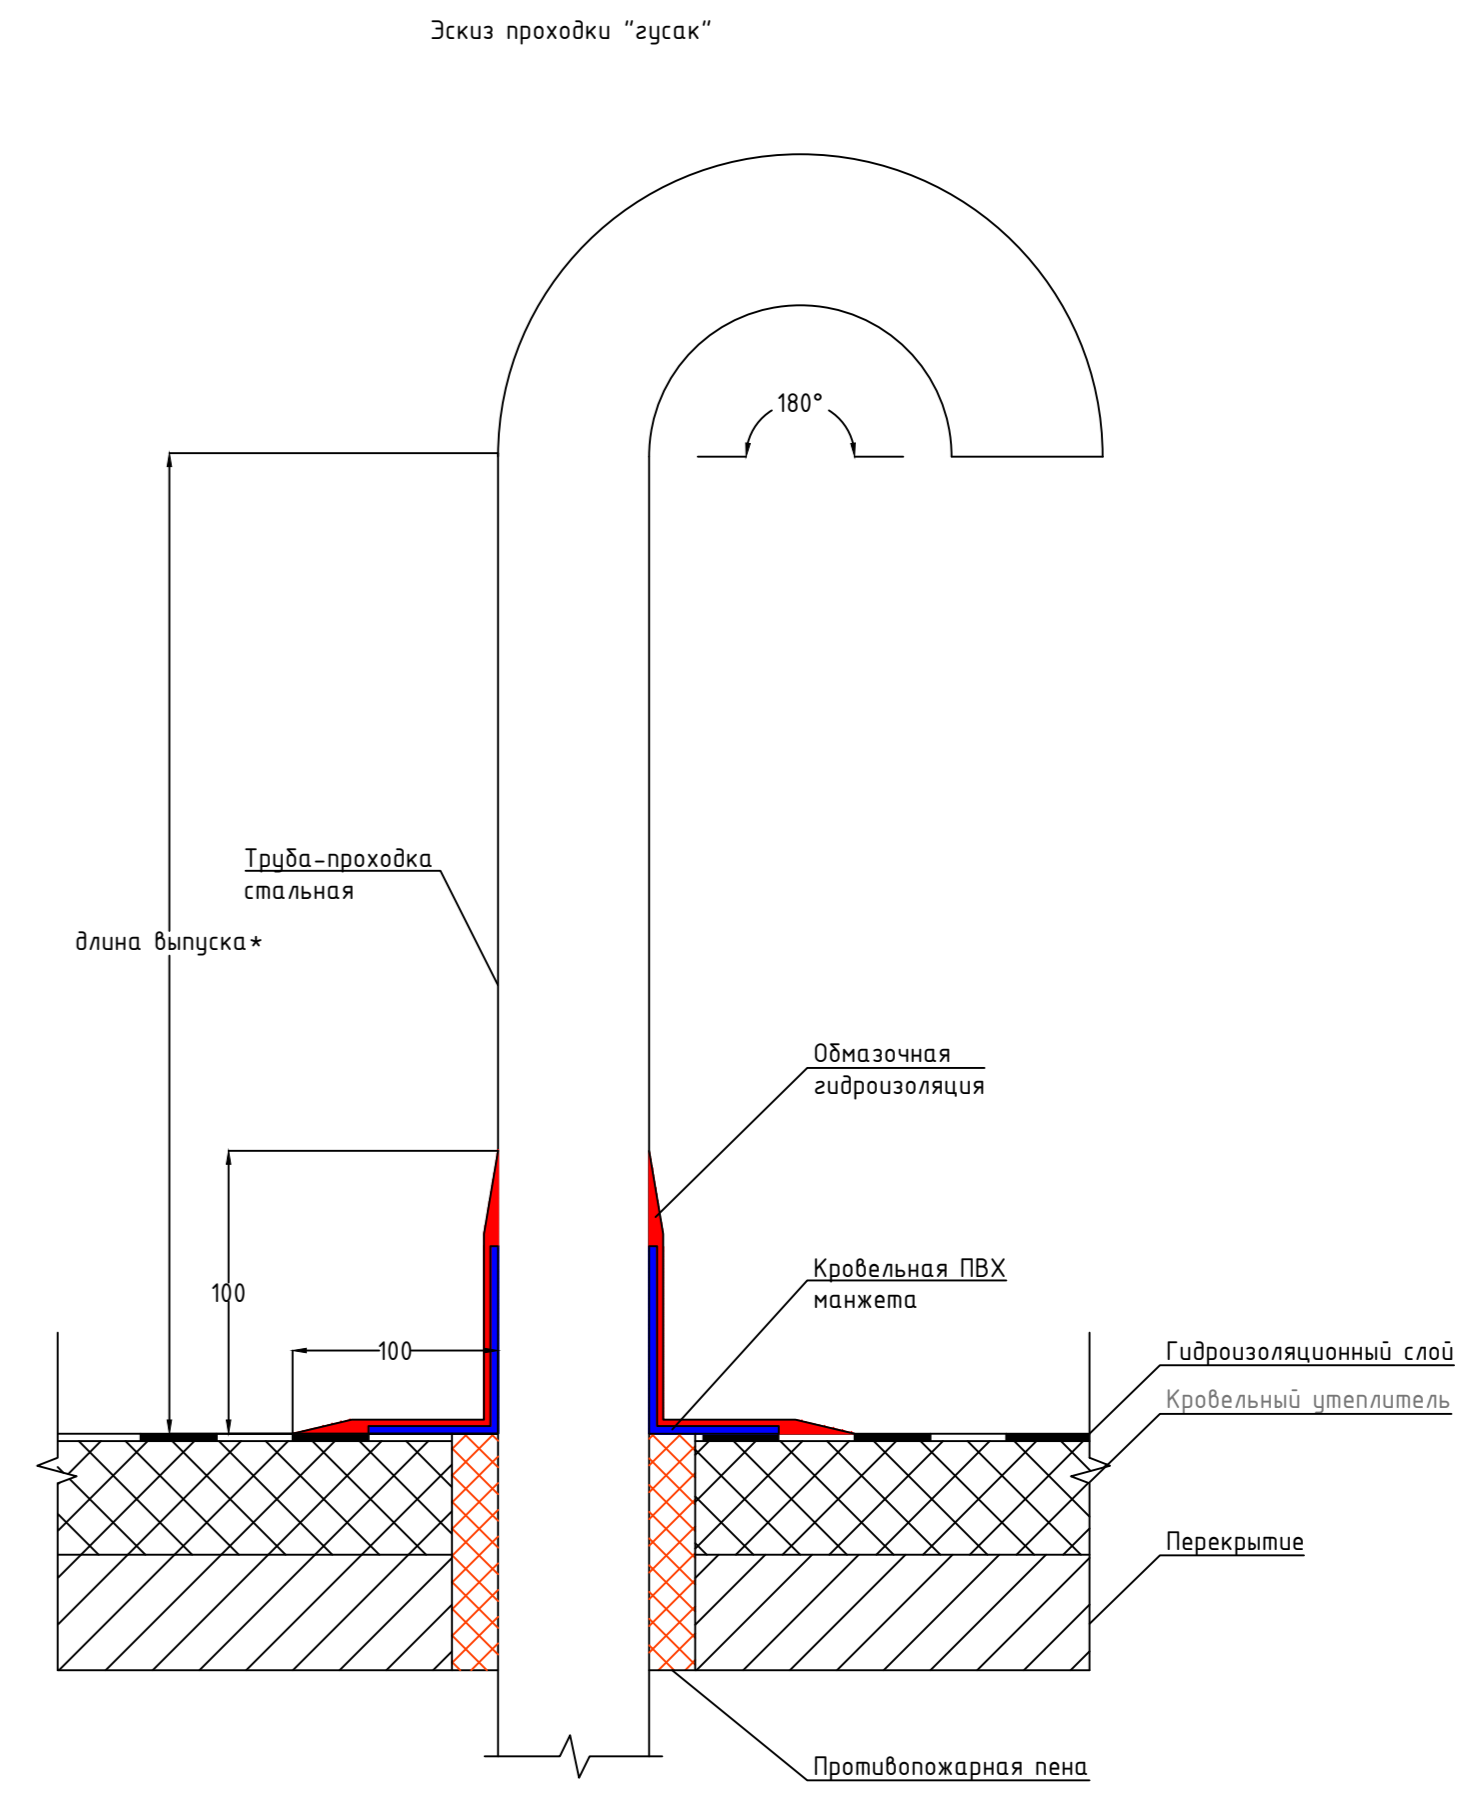 Эскиз проходки "гусак"
180°
Труба-проходка
стальная
длина выпуска*
Обмазочная
гидроизоляция
Кровельная ПВХ
манжета
100
100
Гидроизоляционный слой
Кровельный утеплитель
Перекрытие
Противопожарная пена